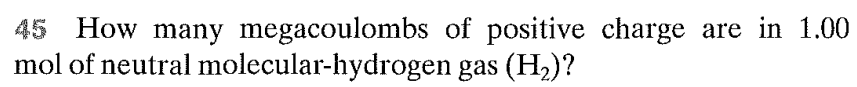 45 How many megacoulombs of positive charge are in 1.00
mol of neutral molecular-hydrogen gas (H₂)?